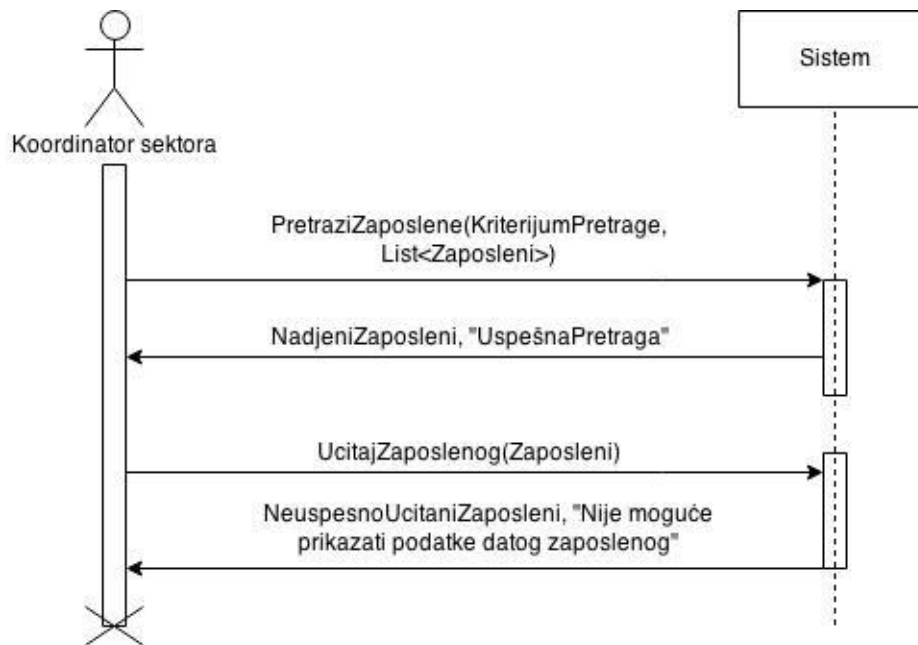 Sistem
Koordinator sektora
PretraziZaposlene(KriterijumPretrage,
List<Zaposleni>)
NadjeniZaposleni, "UspešnaPretraga"
UcitajZaposlenog(Zaposleni)
NeuspesnoUcitaniZaposleni, "Nije moguće
prikazati podatke datog zaposlenog"